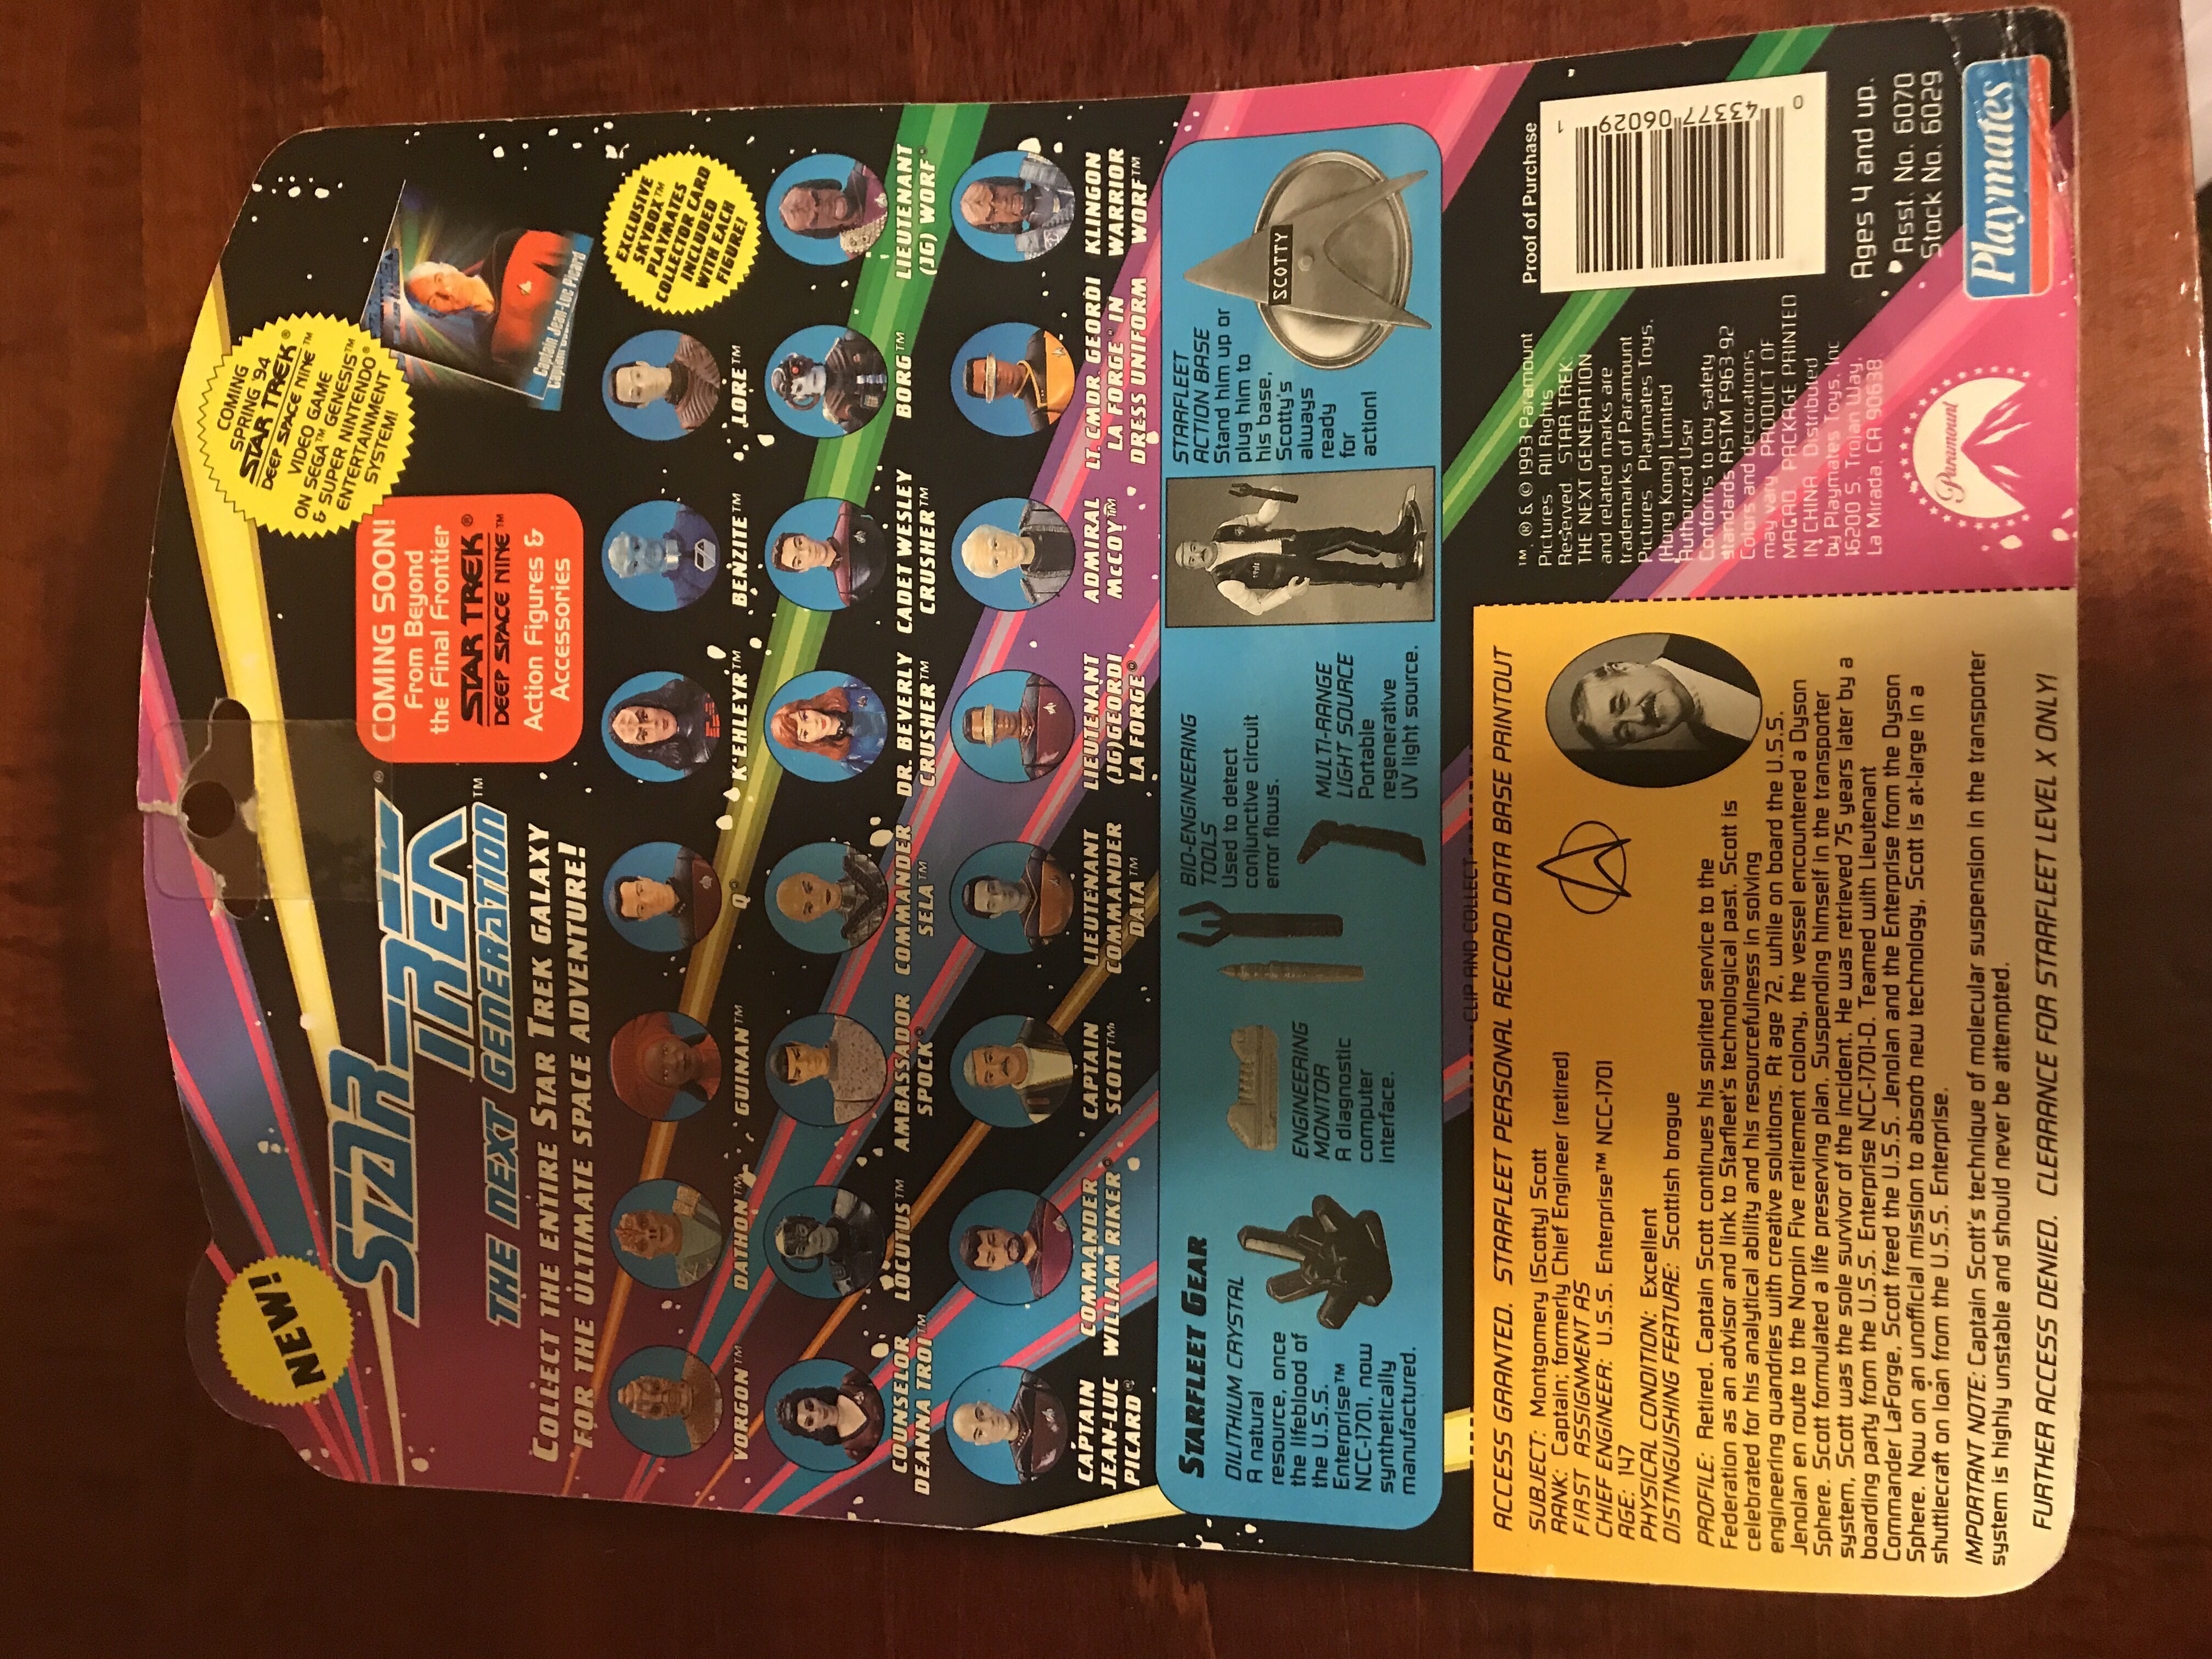 NEW!
STAR TREK®
THE NEXT GENERATION™
COLLECT THE ENTIRE STAR TREK GALAXY
FOR THE ULTIMATE SPACE ADVENTURE!
COMING SOON!
From Beyond
the Final Frontier
STAR TREK®
DEEP SPACE NINE™
Action Figures &
Accessories
COMING
SPRING '94
STAR TREK®
DEEP SPACE NINE™
VIDEO GAME
ON SEGA™ GENESIS™
& SUPER NINTENDO®
ENTERTAINMENT
SYSTEM!
Captain Jean-Luc Picard
EXCLUSIVE
SKYBOX™
PLAYMATES
COLLECTOR CARD
INCLUDED
WITH EACH
FIGURE!
VORGON™
DATHON™
GUINAN™
Q®
K'EHLEYR™
BENZITE™
LORE™
COUNSELOR
DEANNA TROI™
LOCUTUS™
AMBASSADOR
SPOCK®
COMMANDER
SELA™
DR. BEVERLY
CRUSHER™
CADET WESLEY
CRUSHER™
BORG™
LIEUTENANT
(JG) WORF®
CAPTAIN
JEAN-LUC
PICARD®
COMMANDER
WILLIAM RIKER®
CAPTAIN
SCOTT™
LIEUTENANT
COMMANDER
DATA™
LIEUTENANT
(JG)GEORDI
LA FORGE®
ADMIRAL
McCOY™
LT. CMDR GEORDI
LA FORGE® IN
DRESS UNIFORM
KLINGON
WARRIOR
WORF™
STARFLEET GEAR
DILITHIUM CRYSTAL
A natural
resource, once
the lifeblood of
the U.S.S.
Enterprise™
NCC-1701, now
synthetically
manufactured.
ENGINEERING
MONITOR
A diagnostic
computer
interface.
BIO-ENGINEERING
TOOLS
Used to detect
conjunctive circuit
error flows.
MULTI-RANGE
LIGHT SOURCE
Portable
regenerative
UV light source.
STARFLEET
ACTION BASE
Stand him up or
plug him to
his base,
Scotty's
always
ready
for
action!
SCOTTY
CLIP AND COLLECT
ACCESS GRANTED. STARFLEET PERSONAL RECORD DATA BASE PRINTOUT
SUBJECT: Montgomery (Scotty) Scott
RANK: Captain; formerly Chief Engineer (retired)
FIRST ASSIGNMENT AS
CHIEF ENGINEER: U.S.S. Enterprise™ NCC-1701
AGE: 147
PHYSICAL CONDITION: Excellent
DISTINGUISHING FEATURE: Scottish brogue
PROFILE: Retired. Captain Scott continues his spirited service to the
Federation as an advisor and link to Starfleet's technological past. Scott is
celebrated for his analytical ability and his resourcefulness in solving
engineering quandries with creative solutions. At age 72, while on board the U.S.S.
Jenolan en route to the Norpin Five retirement colony, the vessel encountered a Dyson
Sphere. Scott formulated a life preserving plan. Suspending himself in the transporter
system, Scott was the sole survivor of the incident. He was retrieved 75 years later by a
boarding party from the U.S.S. Enterprise NCC-1701-D. Teamed with Lieutenant
Commander LaForge, Scott freed the U.S.S. Jenolan and the Enterprise from the Dyson
Sphere. Now on an unofficial mission to absorb new technology, Scott is at-large in a
shuttlecraft on loan from the U.S.S. Enterprise.
IMPORTANT NOTE: Captain Scott's technique of molecular suspension in the transporter
system is highly unstable and should never be attempted.
FURTHER ACCESS DENIED. CLEARANCE FOR STARFLEET LEVEL X ONLY!
™, ® & © 1993 Paramount
Pictures. All Rights
Reserved. STAR TREK:
THE NEXT GENERATION
and related marks are
trademarks of Paramount
Pictures. Playmates Toys,
(Hong Kong) Limited
Authorized User
Conforms to toy safety
standards ASTM F963-92
Colors and decorations
may vary. PRODUCT OF
MACAO. PACKAGE PRINTED
IN CHINA. Distributed
by Playmates Toys, Inc
16200 S. Trojan Way,
La Mirada, CA 90638
Paramount
Proof of Purchase
0 43377 06029 1
Ages 4 and up.
• Asst. No. 6070
Stock No. 6029
Playmates